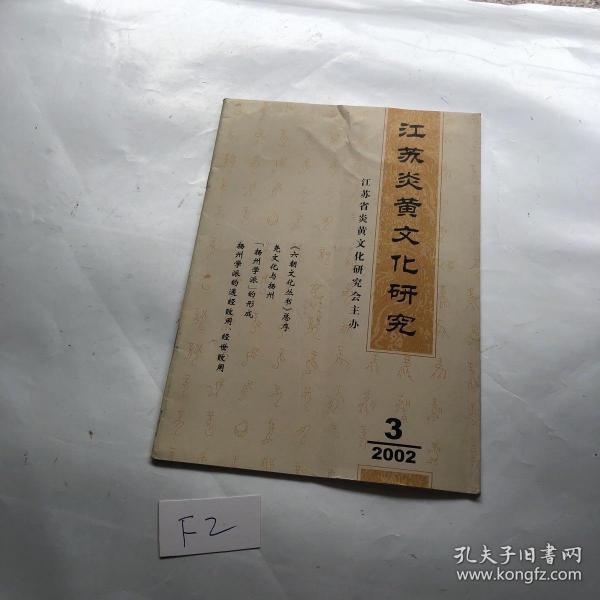 江苏炎黄文化研究
江苏省炎黄文化研究会主办
《六朝文化丛书》总序
尧文化与扬州
「扬州学派」的形成
扬州学派的通经致用、经世致用
3
2002
F2
孔夫子旧书网
www.kongfz.com